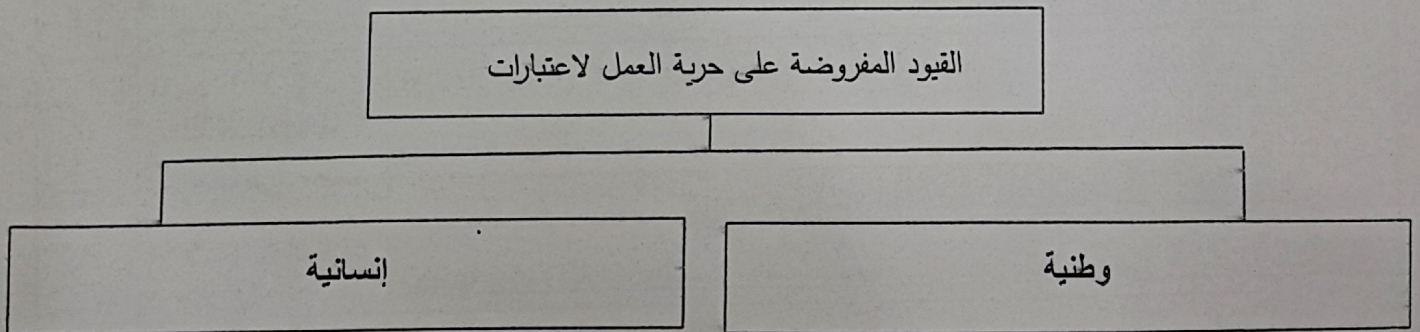 القيود المفروضة على حرية العمل لاعتبارات
وطنية
إنسانية